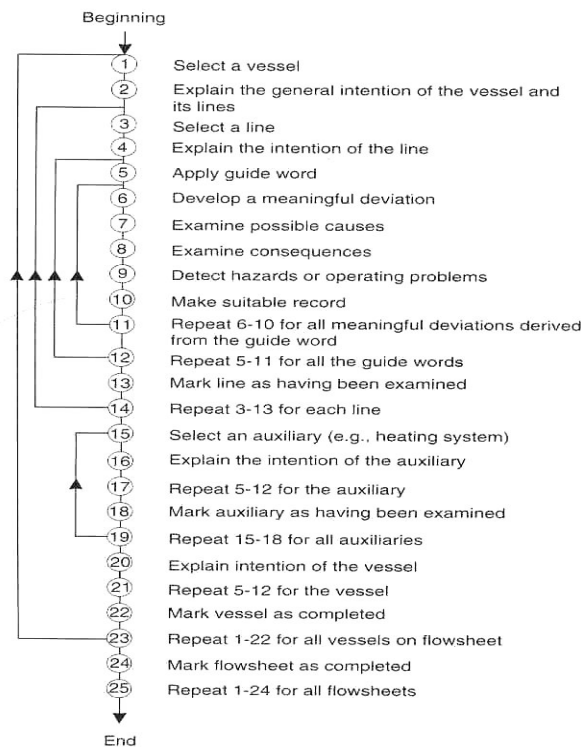 Beginning
1 Select a vessel
2 Explain the general intention of the vessel and
its lines
3 Select a line
4 Explain the intention of the line
5 Apply guide word
6 Develop a meaningful deviation
7 Examine possible causes
8 Examine consequences
9 Detect hazards or operating problems
10 Make suitable record
11 Repeat 6-10 for all meaningful deviations derived
from the guide word
12 Repeat 5-11 for all the guide words
13 Mark line as having been examined
14 Repeat 3-13 for each line
15 Select an auxiliary (e.g., heating system)
16 Explain the intention of the auxiliary
17 Repeat 5-12 for the auxiliary
18 Mark auxiliary as having been examined
19 Repeat 15-18 for all auxiliaries
20 Explain intention of the vessel
21 Repeat 5-12 for the vessel
22 Mark vessel as completed
23 Repeat 1-22 for all vessels on flowsheet
24 Mark flowsheet as completed
25 Repeat 1-24 for all flowsheets
End